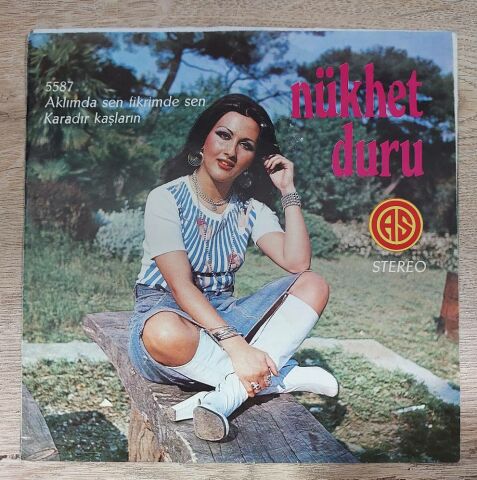 5587
Aklımda sen fikrimde sen
Karadır kaşların
nükhet
duru
AS
STEREO